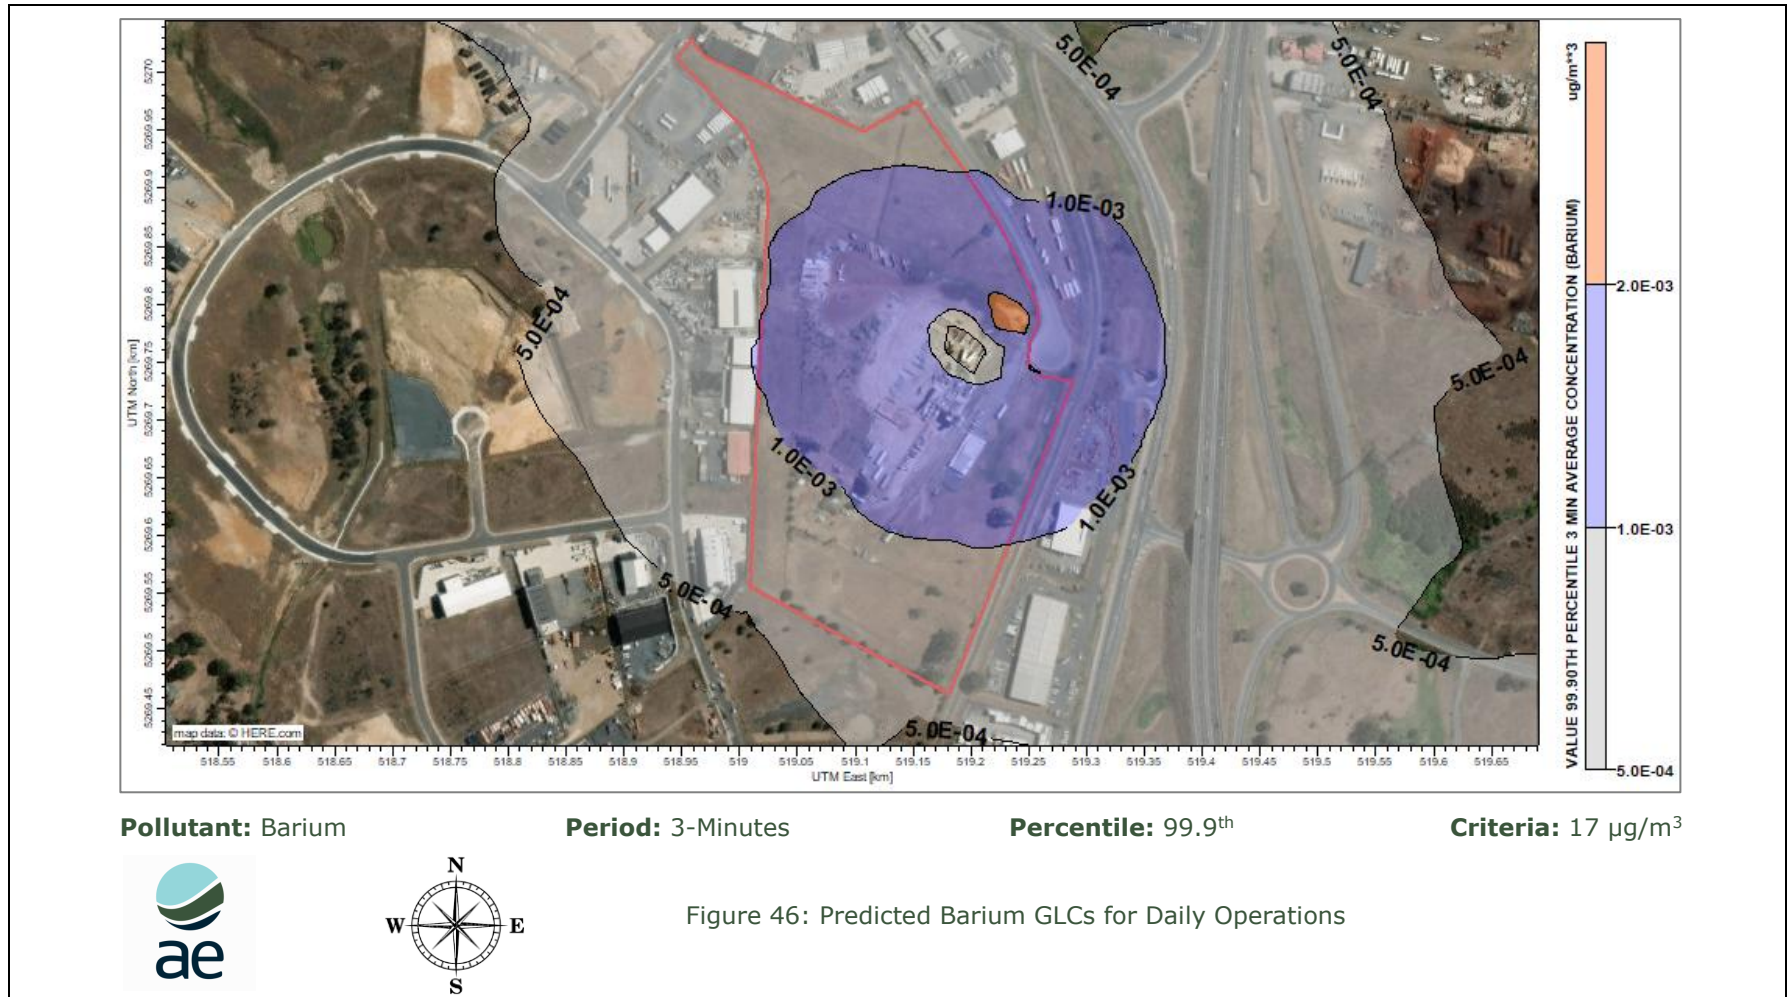 5.0E-04
5.0E-04
1.0E-03
5.0E-04
5.0E-04
1.0E-03
1.0E-03
5.0E-04
5.0E-04
5.0E-04
map data: © HERE.com
UTM North [km]
5270
5269.95
5269.9
5269.85
5269.8
5269.75
5269.7
5269.65
5269.6
5269.55
5269.5
5269.45
518.55 518.6 518.65 518.7 518.75 518.8 518.85 518.9 518.95 519 519.05 519.1 519.15 519.2 519.25 519.3 519.35 519.4 519.45 519.5 519.55 519.6 519.65
UTM East [km]
VALUE 99.90TH PERCENTILE 3 MIN AVERAGE CONCENTRATION (BARIUM) ug/m**3
2.0E-03
1.0E-03
5.0E-04
Pollutant: Barium Period: 3-Minutes Percentile: 99.9th Criteria: 17 µg/m3
ae
N
W E
S
Figure 46: Predicted Barium GLCs for Daily Operations